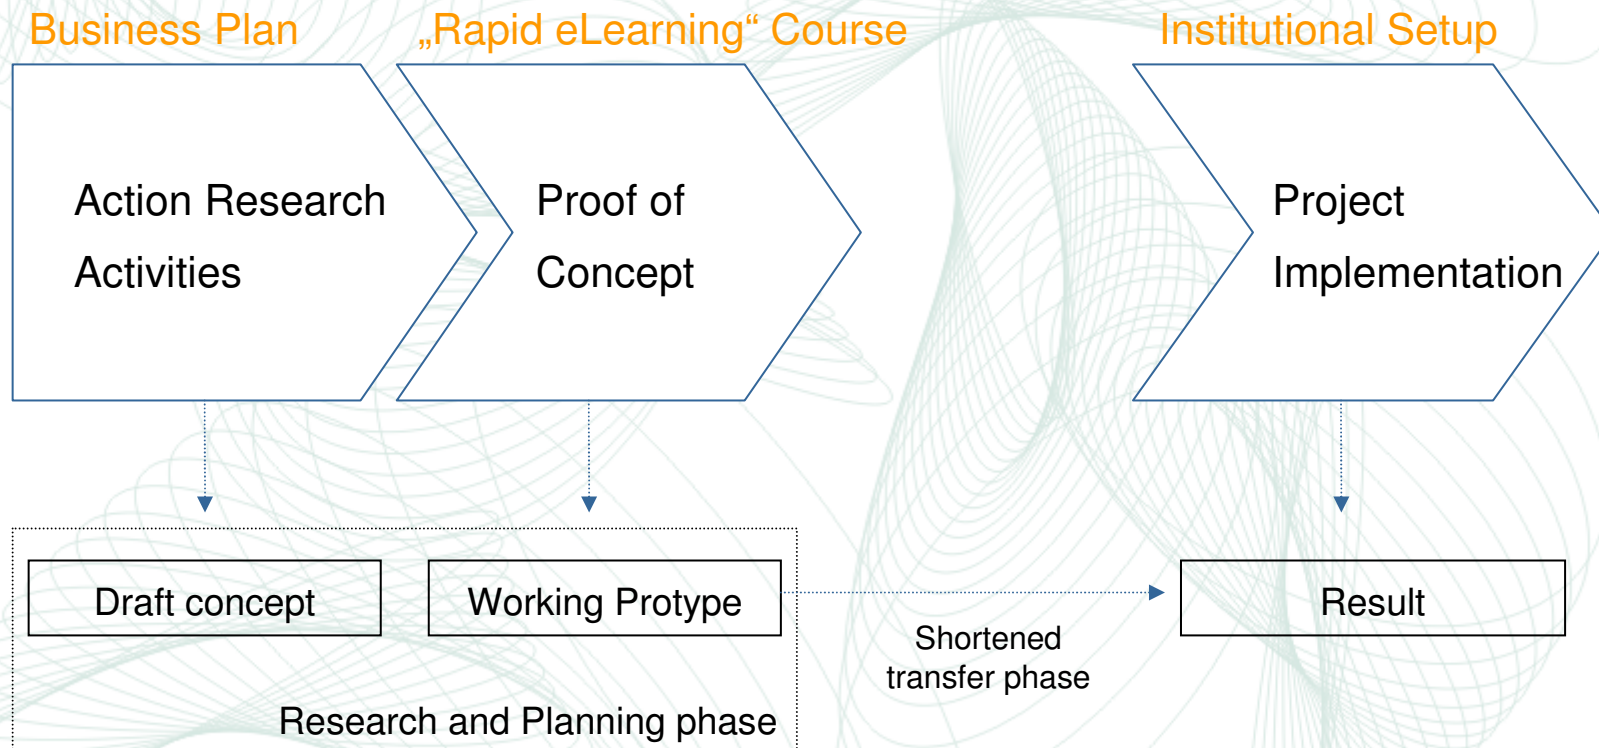 Business Plan
„Rapid eLearning“ Course
Institutional Setup
Action Research
Activities
Proof of
Concept
Project
Implementation
Draft concept
Working Protype
Result
Shortened
transfer phase
Research and Planning phase